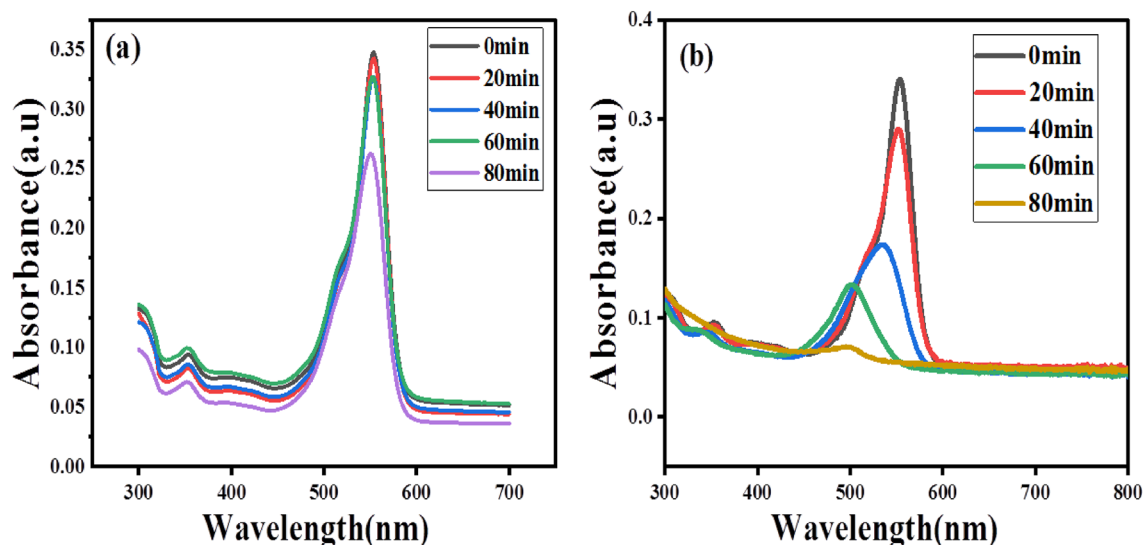 (a)
0min
20min
40min
60min
80min
Absorbance(a.u)
0.35
0.30
0.25
0.20
0.15
0.10
0.05
0.00
300 400 500 600 700
Wavelength(nm)
(b)
0min
20min
40min
60min
80min
Absorbance(a.u)
0.4
0.3
0.2
0.1
0.0
300 400 500 600 700 800
Wavelength(nm)